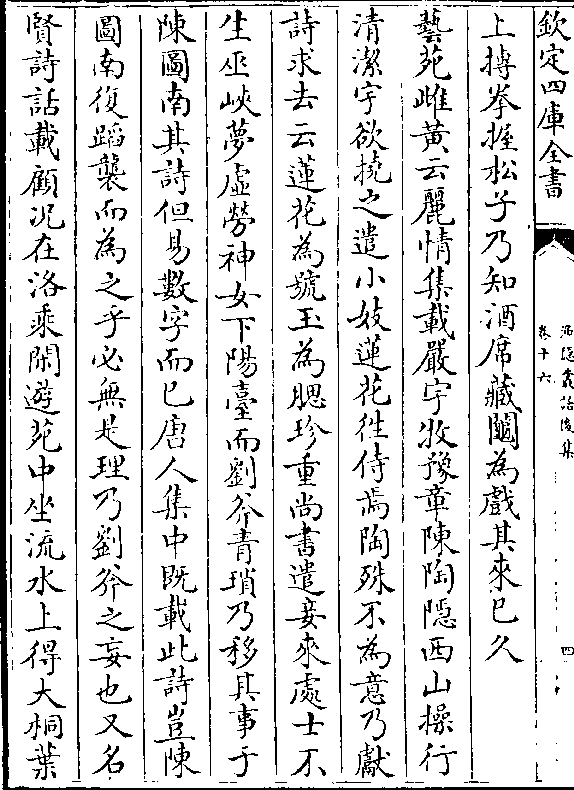 欽定四庫全書
漁隱叢話後集
卷十六
四
上摶拳握松子乃知酒席藏鬮為戲其來已久
藝苑雌黃云麗情集載嚴宇牧豫章陳陶隱西山操行
清潔宇欲撓之遣小妓蓮花徃侍焉陶殊不為意乃獻
詩求去云蓮花為號玉為腮珍重尚書遣妾來處士不
生巫峽夢虛勞神女下陽臺而劉斧青瑣乃移其事于
陳圖南其詩但易數字而已唐人集中既載此詩豈陳
圖南復蹈襲而為之乎必無是理乃劉斧之妄也又名
賢詩話載顧況在洛乘閑遊苑中坐流水上得大桐葉